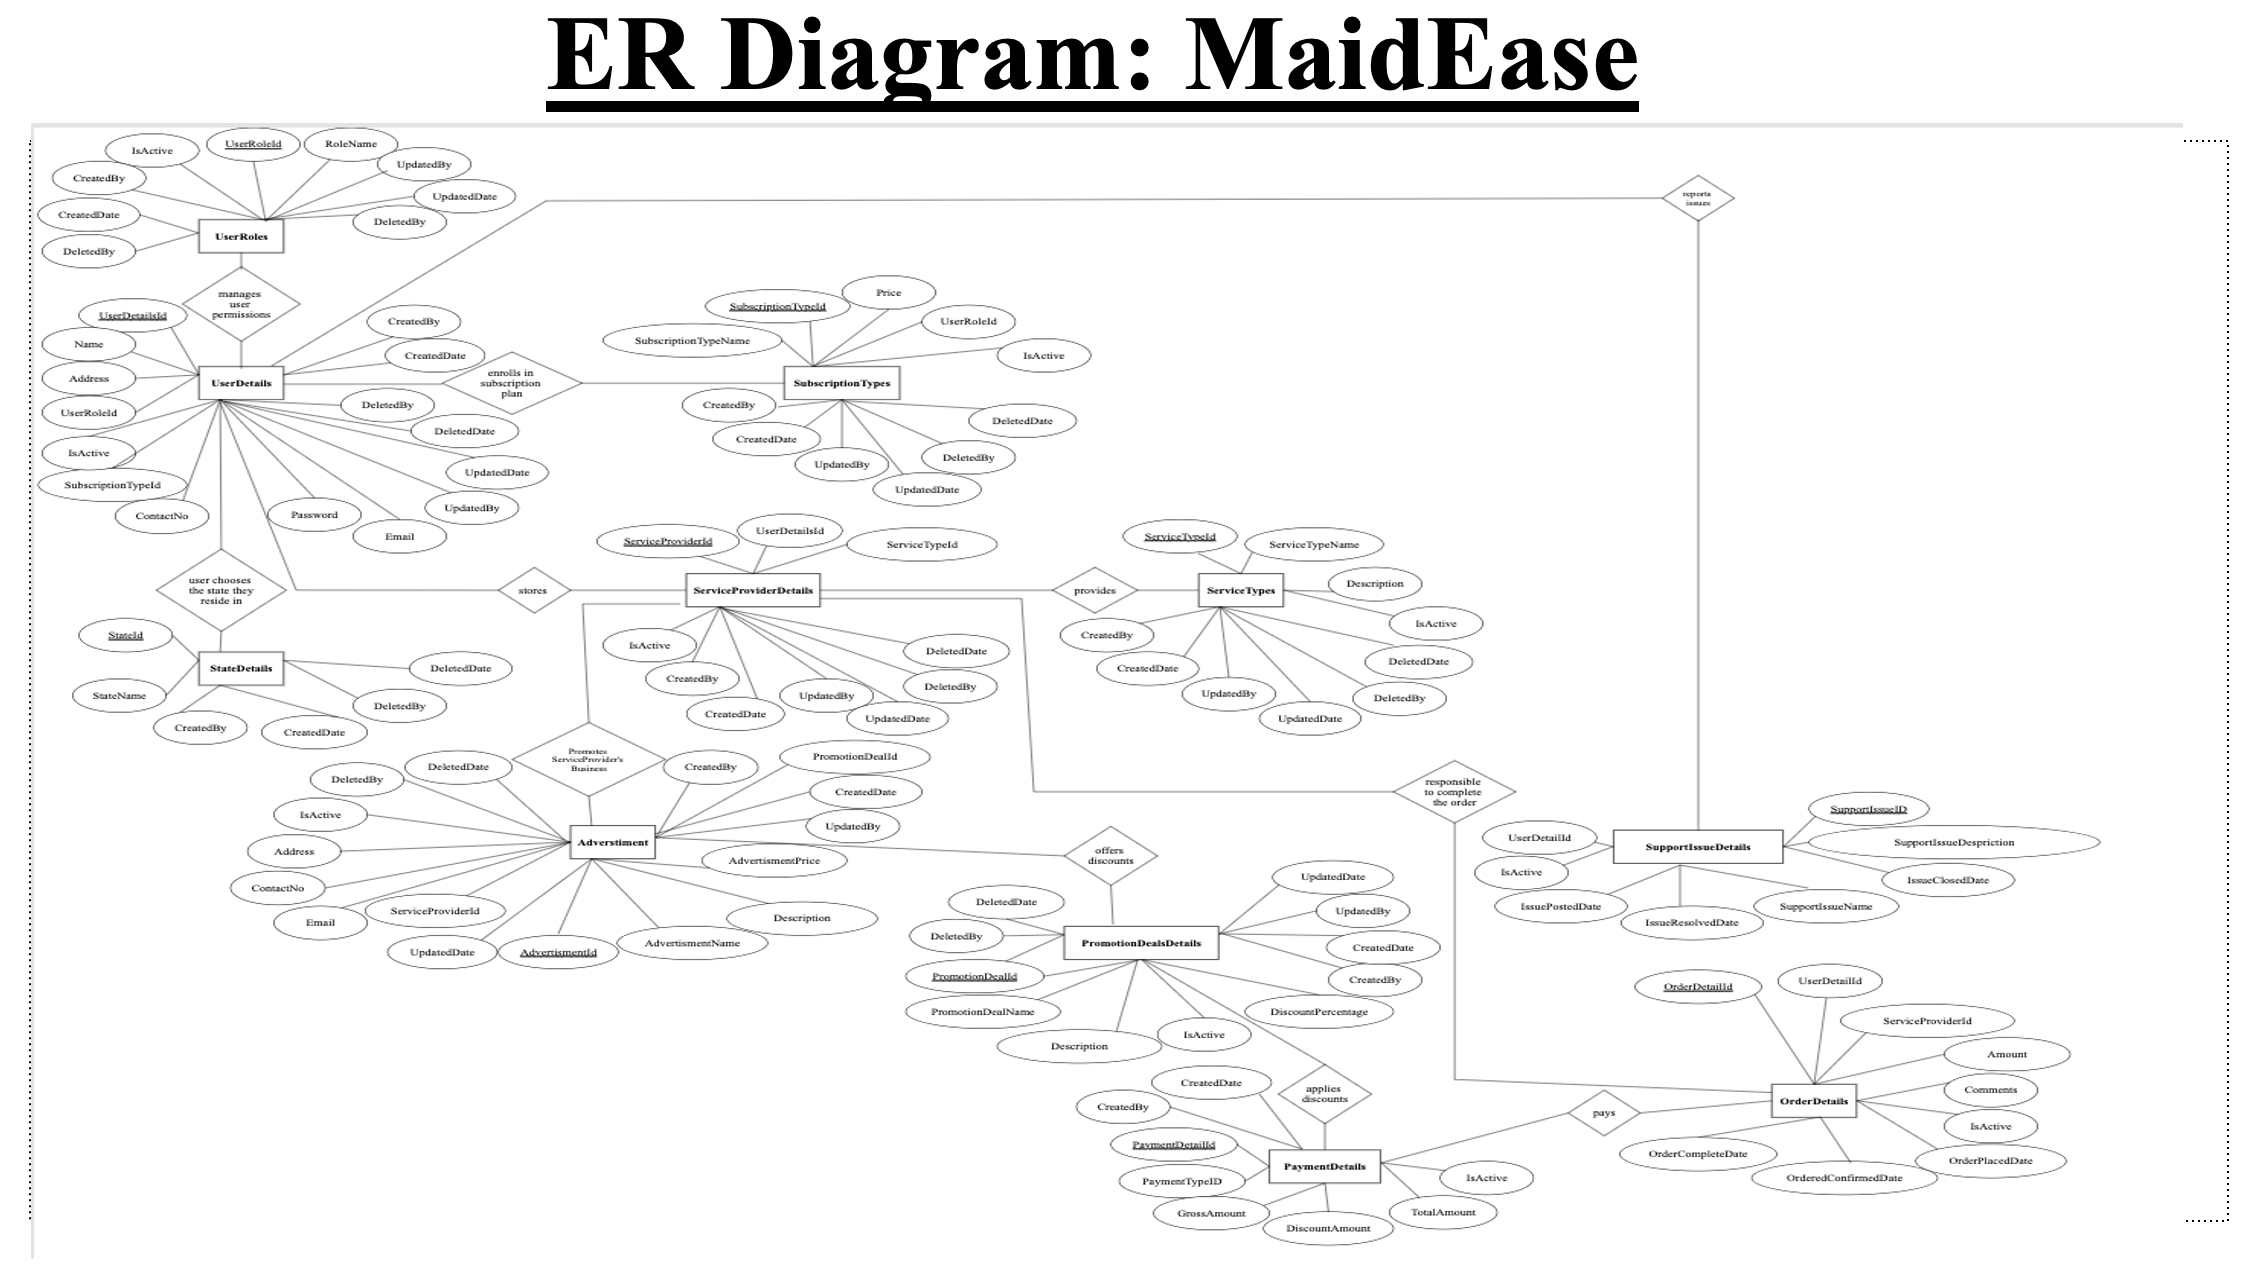 ER Diagram: MaidEase
IsActive
UserRoleId
RoleName
UpdatedBy
CreatedBy
UpdatedDate
CreatedDate
DeletedBy
DeletedBy
UserRoles
reports
issues
manages
user
permissions
UserDetailsId
Name
Address
UserRoleId
IsActive
SubscriptionTypeId
ContactNo
Password
Email
UpdatedBy
UpdatedDate
DeletedDate
DeletedBy
CreatedDate
CreatedBy
UserDetails
enrolls in
subscription
plan
SubscriptionTypeId
Price
UserRoleId
SubscriptionTypeName
IsActive
SubscriptionTypes
CreatedBy
CreatedDate
UpdatedBy
UpdatedDate
DeletedBy
DeletedDate
user chooses
the state they
reside in
stores
ServiceProviderId
UserDetailsId
ServiceTypeId
ServiceProviderDetails
IsActive
CreatedBy
CreatedDate
UpdatedBy
UpdatedDate
DeletedBy
DeletedDate
provides
ServiceTypeId
ServiceTypeName
Description
IsActive
ServiceTypes
CreatedBy
CreatedDate
UpdatedBy
UpdatedDate
DeletedBy
DeletedDate
StateId
StateDetails
StateName
CreatedBy
CreatedDate
DeletedBy
DeletedDate
Promotes
ServiceProvider's
Business
DeletedBy
DeletedDate
CreatedBy
PromotionDealId
CreatedDate
UpdatedBy
IsActive
Address
ContactNo
Email
ServiceProviderId
UpdatedDate
AdvertismentId
AdvertismentName
Description
AdvertismentPrice
Adverstiment
offers
discounts
responsible
to complete
the order
SupportIssueID
UserDetailId
SupportIssueDespription
SupportIssueDetails
IsActive
IssueClosedDate
IssuePostedDate
IssueResolvedDate
SupportIssueName
DeletedDate
UpdatedDate
DeletedBy
UpdatedBy
PromotionDealsDetails
CreatedDate
PromotionDealId
CreatedBy
PromotionDealName
DiscountPercentage
Description
IsActive
OrderDetailId
UserDetailId
ServiceProviderId
Amount
Comments
IsActive
OrderDetails
OrderCompleteDate
OrderedConfirmedDate
OrderPlacedDate
applies
discounts
pays
CreatedDate
CreatedBy
PaymentDetailId
PaymentDetails
PaymentTypeID
GrossAmount
DiscountAmount
TotalAmount
IsActive